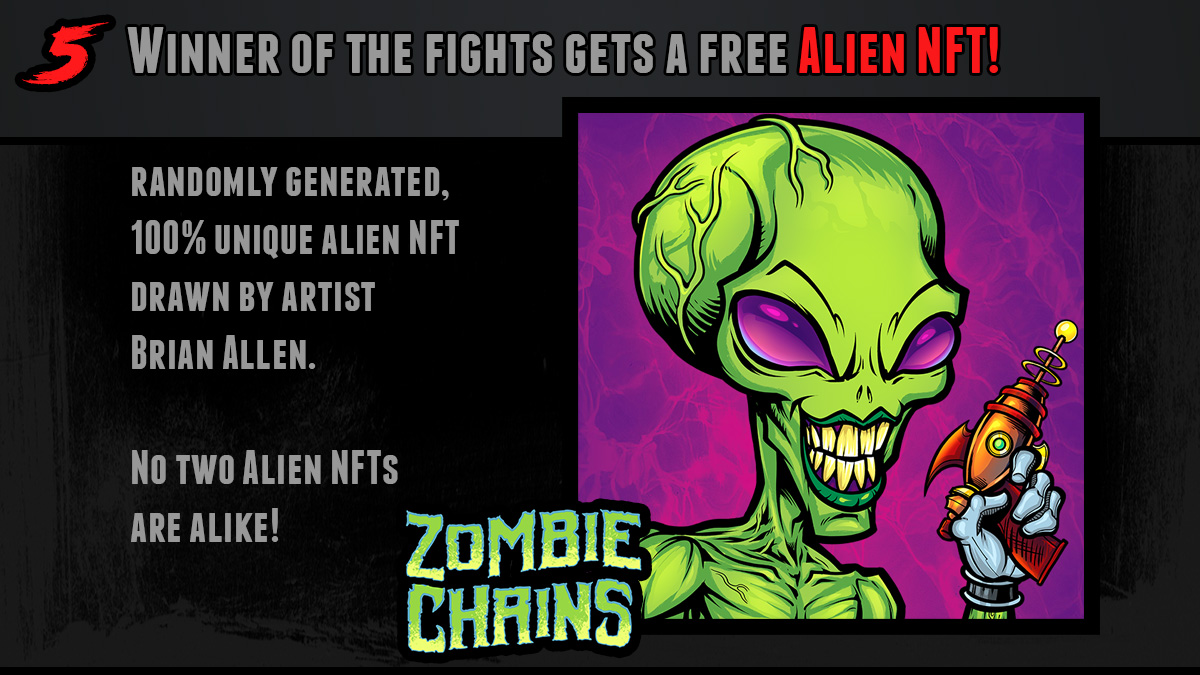 5 Winner of the fights gets a free Alien NFT!
randomly generated,
100% unique alien NFT
drawn by artist
Brian Allen.
No two Alien NFTs
are alike!
ZOMBIE
CHAINS